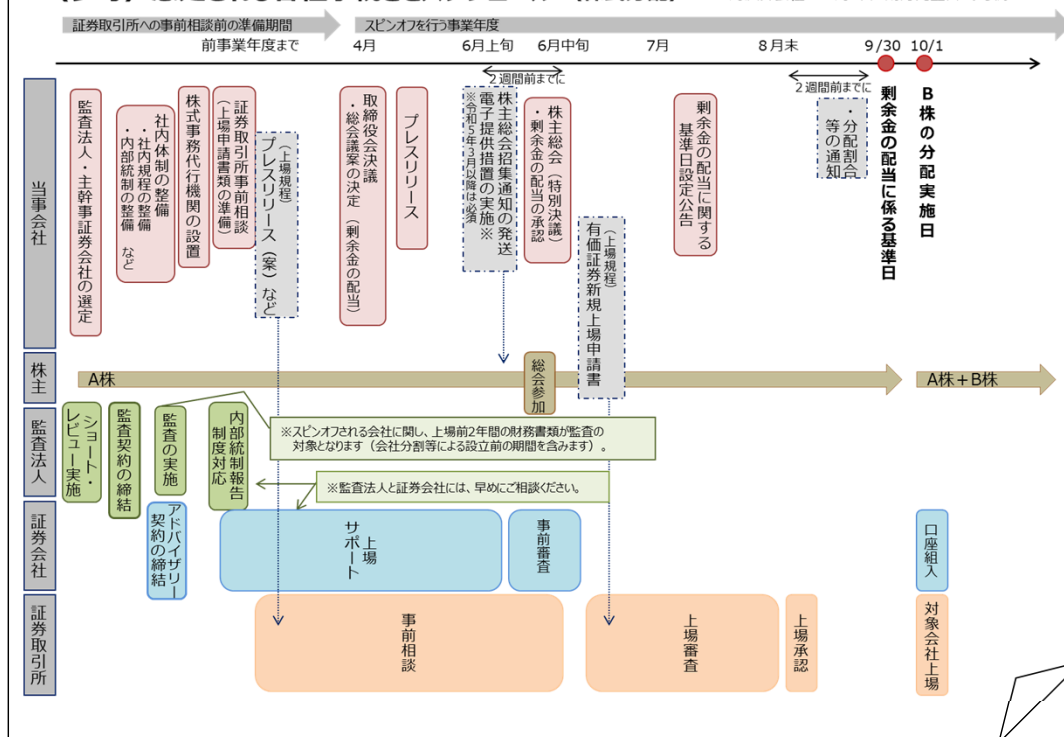 証券取引所への事前相談前の準備期間
スピンオフを行う事業年度
前事業年度まで
4月
6月上旬
6月中旬
7月
8月末
9/30
10/1
2週間前までに
2週間前までに
当事会社
監査法人・主幹事証券会社の選定
社内体制の整備
・社内規程の整備
・内部統制の整備 など
株式事務代行機関の設置
証券取引所事前相談
(上場申請書類の準備)
(上場規程)
プレスリリース(案)など
取締役会決議
・総会議案の決定(剰余金の配当)
プレスリリース
株主総会招集通知の発送
電子提供措置の実施※
※令和5年3月以降は必須
株主総会(特別決議)
・剰余金の配当の承認
(上場規程)
有価証券新規上場申請書
剰余金の配当に関する
基準日設定公告
・分配割合
等の通知
剰余金の配当に係る基準日
B株の分配実施日
株主
A株
総会参加
A株+B株
監査法人
ショート・
レビュー実施
監査契約の締結
監査の実施
内部統制報告
制度対応
※スピンオフされる会社に関し、上場前2年間の財務書類が監査の
対象となります(会社分割等による設立前の期間を含みます)。
※監査法人と証券会社には、早めにご相談ください。
証券会社
アドバイザリー
契約の締結
上場
サポート
事前審査
口座組入
証券取引所
事前相談
上場審査
上場承認
対象会社上場